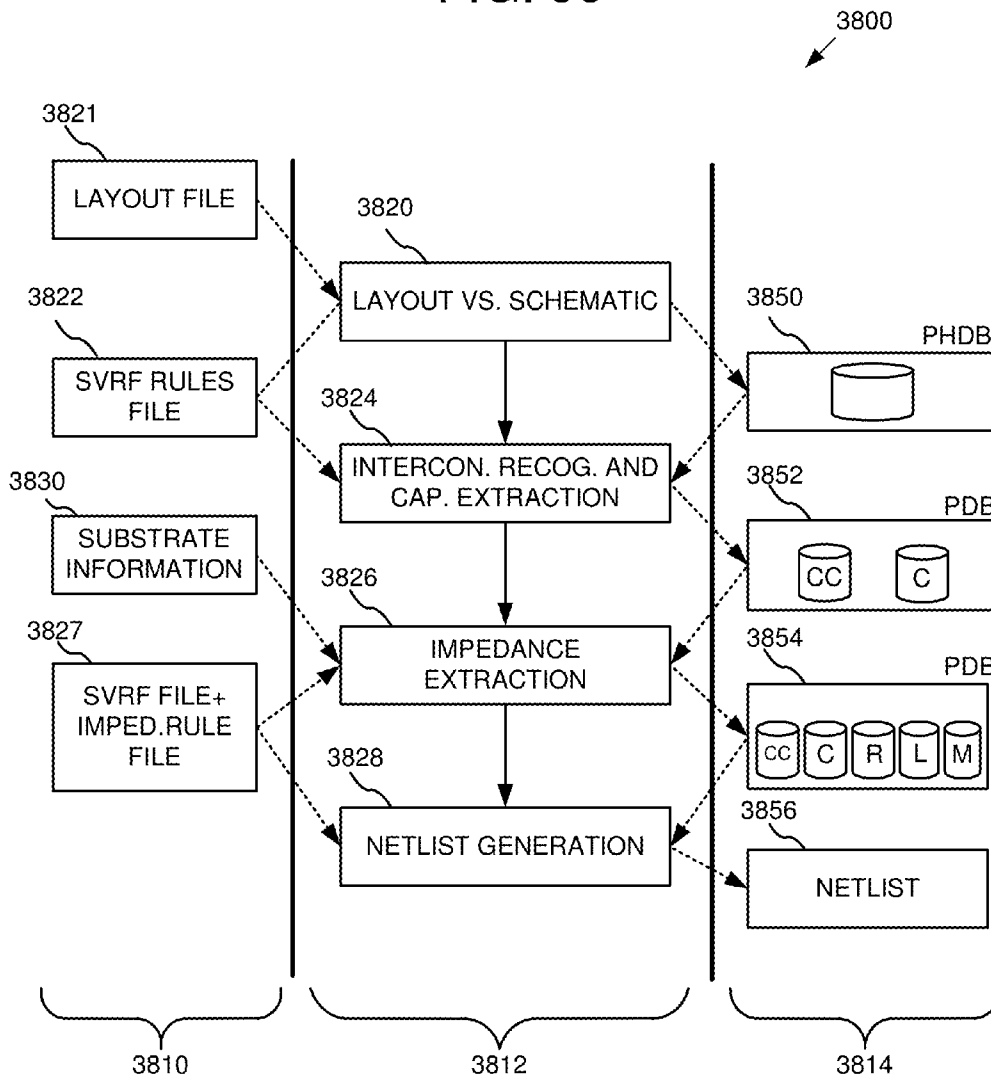 3800
3821
LAYOUT FILE
3820
LAYOUT VS. SCHEMATIC
3822
SVRF RULES
FILE
3850
PHDB
3824
INTERCON. RECOG. AND
CAP. EXTRACTION
3830
SUBSTRATE
INFORMATION
3852
PDB
CC
C
3826
IMPEDANCE
EXTRACTION
3827
SVRF FILE+
IMPED.RULE
FILE
3854
PDB
CC
C
R
L
M
3828
NETLIST GENERATION
3856
NETLIST
3810
3812
3814